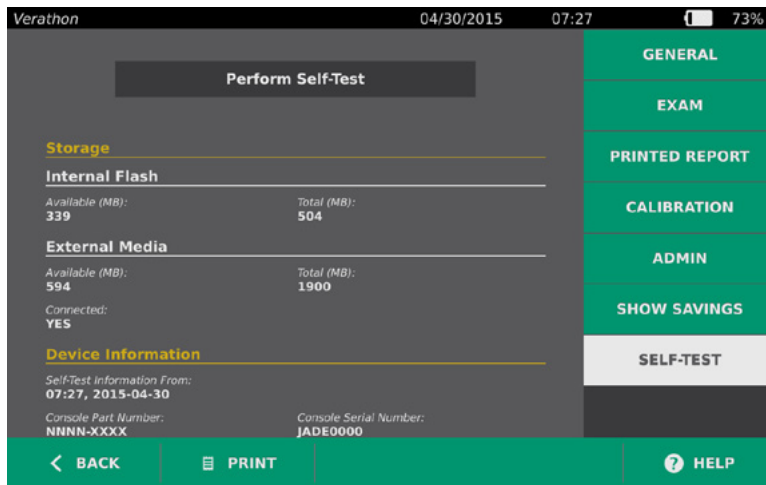 Verathon 04/30/2015 07:27 73%
Perform Self-Test
Storage
Internal Flash
Available (MB): Total (MB):
339 504
External Media
Available (MB): Total (MB):
594 1900
Connected:
YES
Device Information
Self-Test Information From:
07:27, 2015-04-30
Console Part Number: Console Serial Number:
NNNN-XXXX JADE0000
GENERAL
EXAM
PRINTED REPORT
CALIBRATION
ADMIN
SHOW SAVINGS
SELF-TEST
BACK PRINT ? HELP